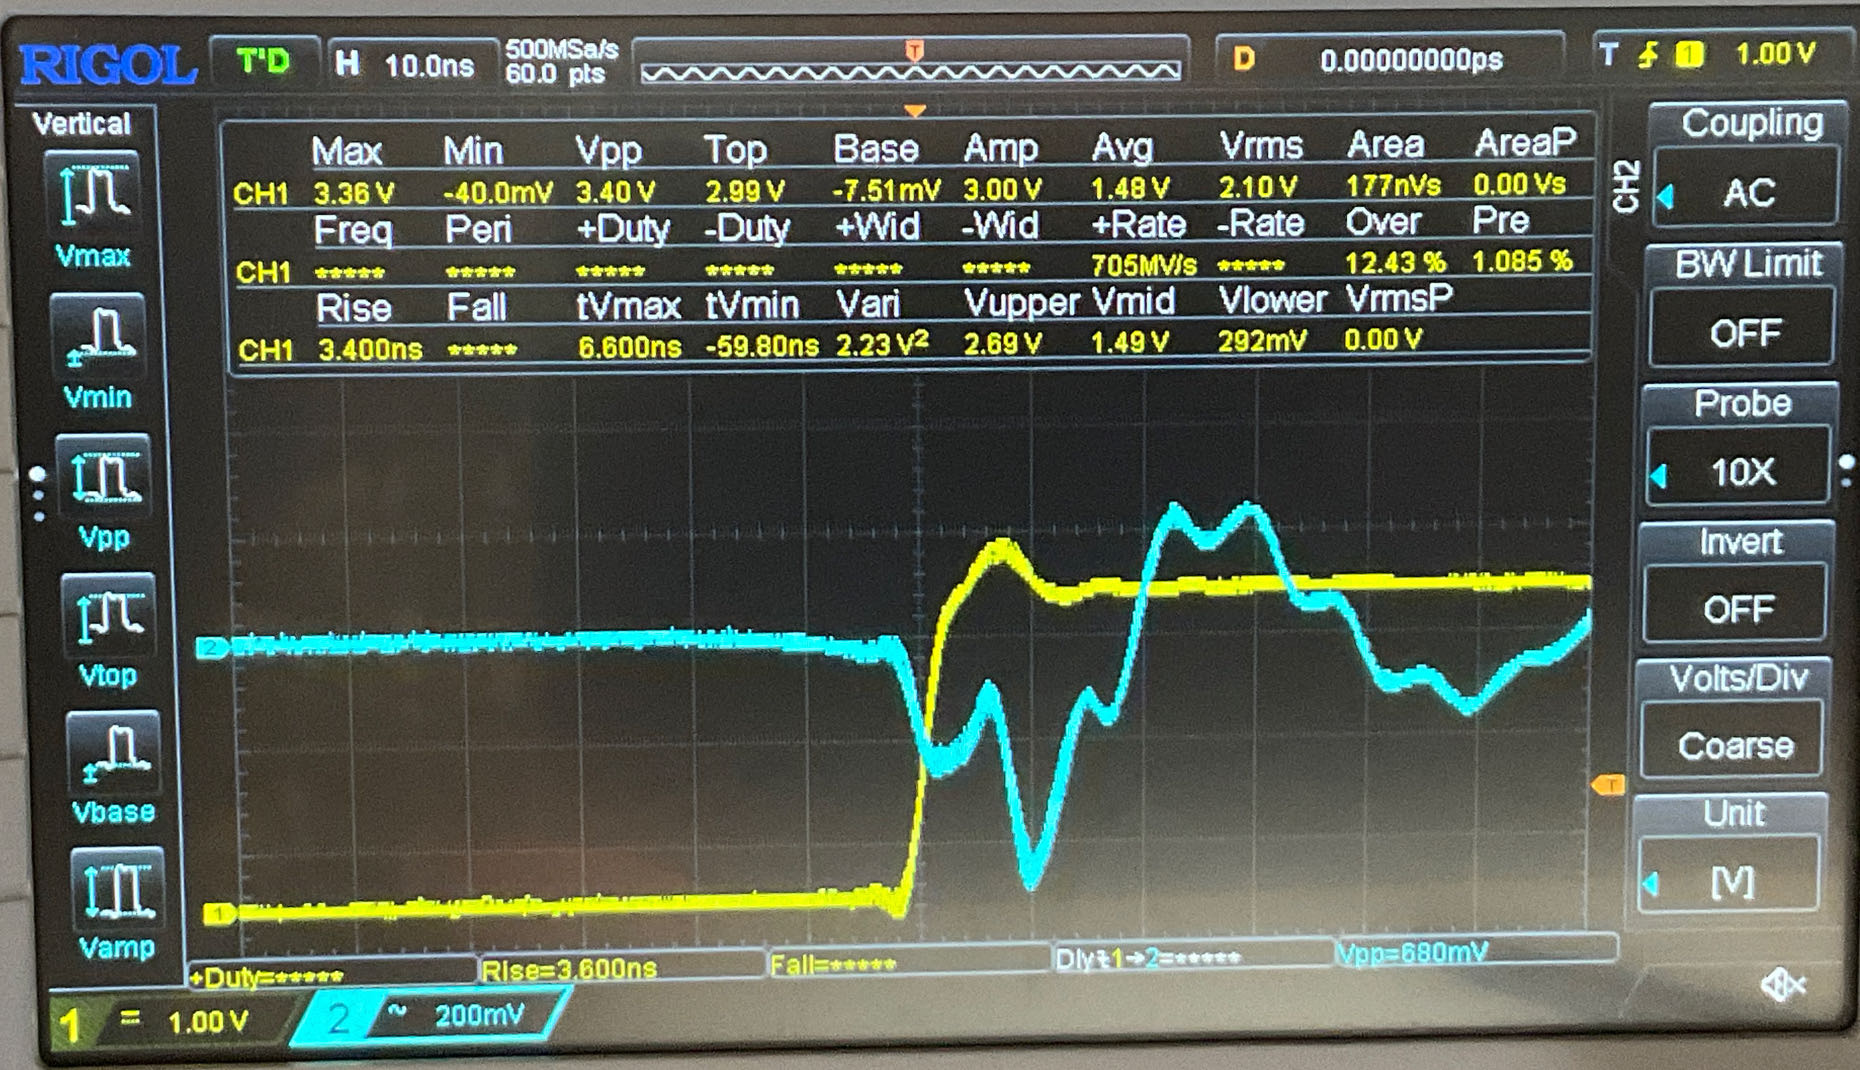 RIGOL T'D H 10.0ns 500MSa/s 60.0 pts T D 0.00000000ps T 1 1.00 V
Vertical
Vmax
Vmin
Vpp
Vtop
Vbase
Vamp
Max Min Vpp Top Base Amp Avg Vrms Area AreaP
CH1 3.36 V -40.0mV 3.40 V 2.99 V -7.51mV 3.00 V 1.48 V 2.10 V 177nVs 0.00 Vs
Freq Peri +Duty -Duty +Wid -Wid +Rate -Rate Over Pre
CH1 ***** ***** ***** ***** ***** ***** 705MV/s ***** 12.43 % 1.085 %
Rise Fall tVmax tVmin Vari Vupper Vmid Vlower VrmsP
CH1 3.400ns ***** 6.600ns -59.80ns 2.23 V² 2.69 V 1.49 V 292mV 0.00 V
2
1
T
+Duty=***** Rise=3.600ns Fall=***** Dly1→2=***** Vpp=680mV
1 = 1.00 V 2 ~ 200mV
CH2
Coupling
AC
BW Limit
OFF
Probe
10X
Invert
OFF
Volts/Div
Coarse
Unit
[V]